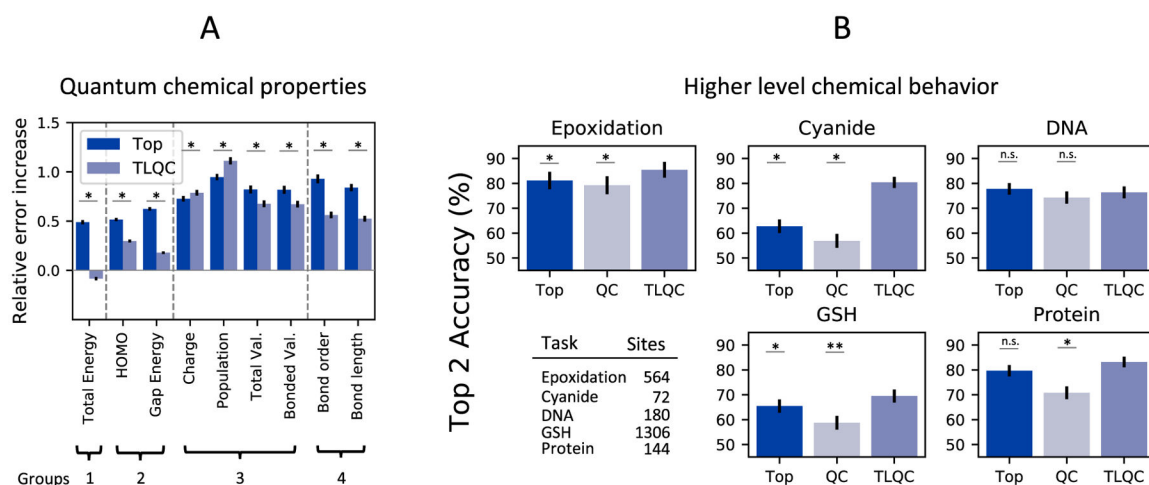 A
Quantum chemical properties
Relative error increase
1.5
1.0
0.5
0.0
Top
TLQC
*
*
*
*
*
*
*
*
*
Total Energy
HOMO
Gap Energy
Charge
Population
Total Val.
Bonded Val.
Bond order
Bond length
Groups 1 2 3 4
B
Higher level chemical behavior
Top 2 Accuracy (%)
Epoxidation
90
80
70
60
50
* *
Top QC TLQC
Cyanide
90
80
70
60
50
* *
Top QC TLQC
DNA
90
80
70
60
50
n.s. n.s.
Top QC TLQC
Task Sites
Epoxidation 564
Cyanide 72
DNA 180
GSH 1306
Protein 144
GSH
90
80
70
60
50
* **
Top QC TLQC
Protein
90
80
70
60
50
n.s. *
Top QC TLQC